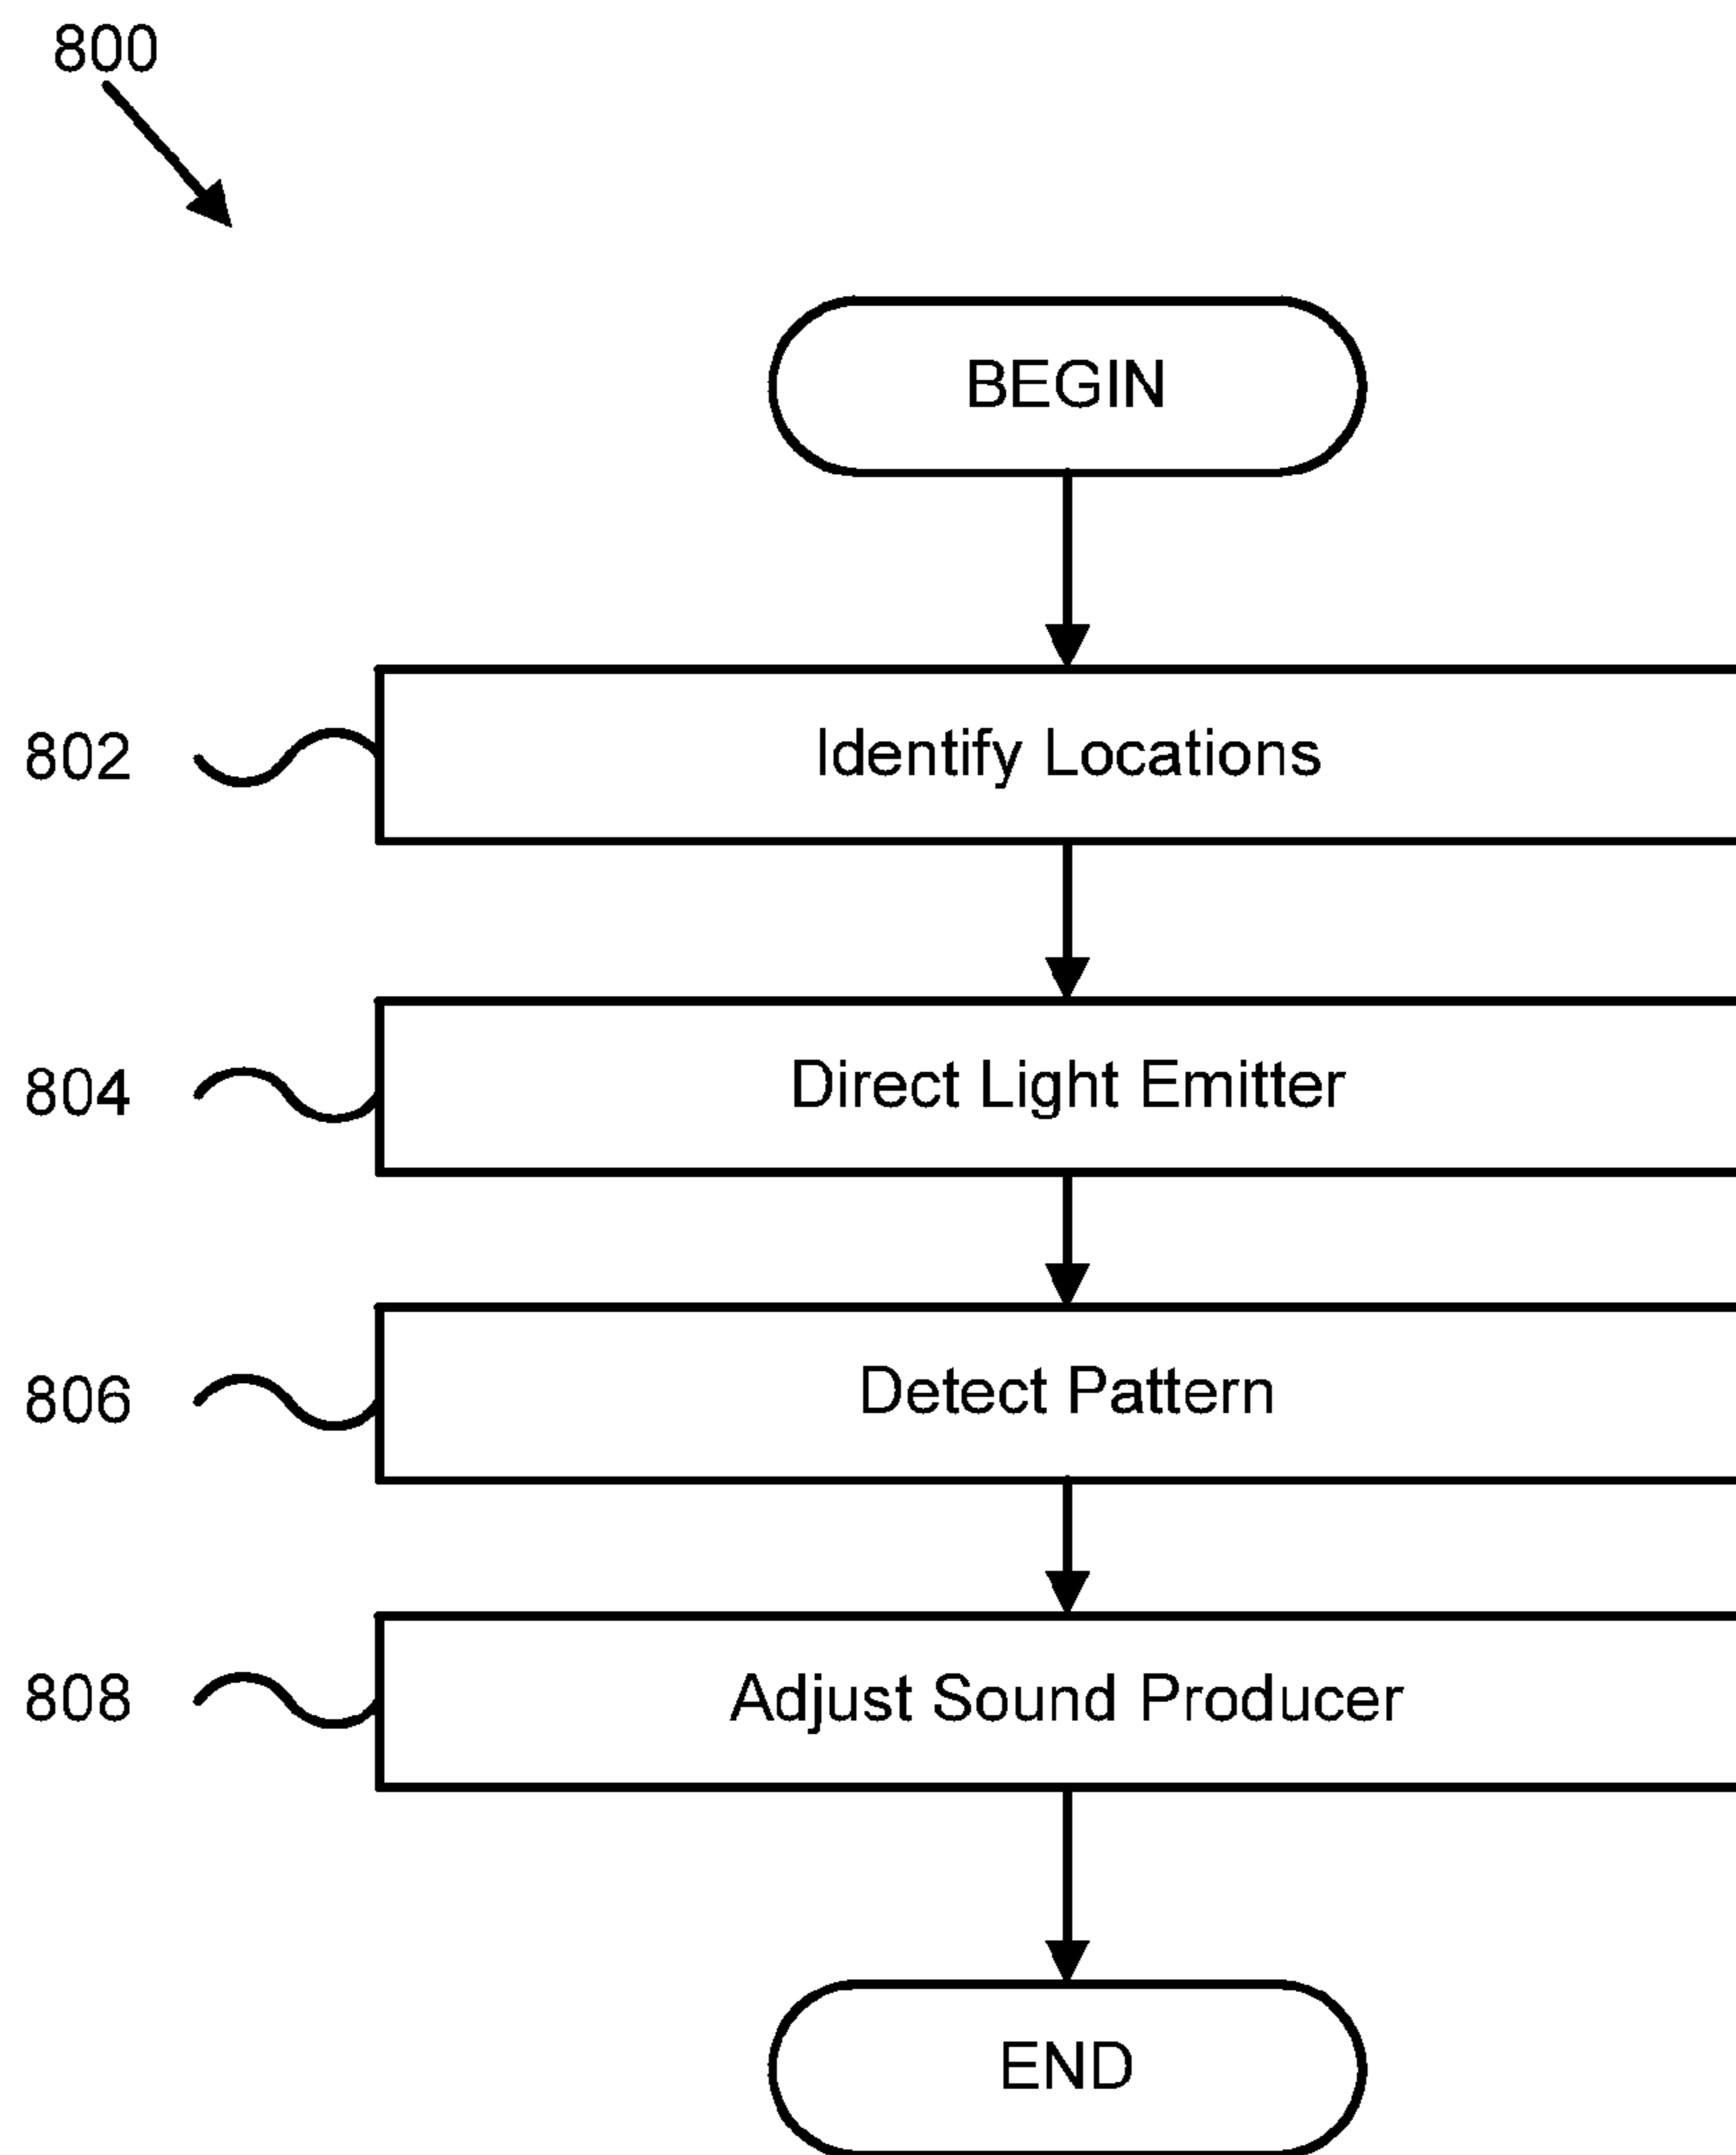 800
BEGIN
802 Identify Locations
804 Direct Light Emitter
806 Detect Pattern
808 Adjust Sound Producer
END